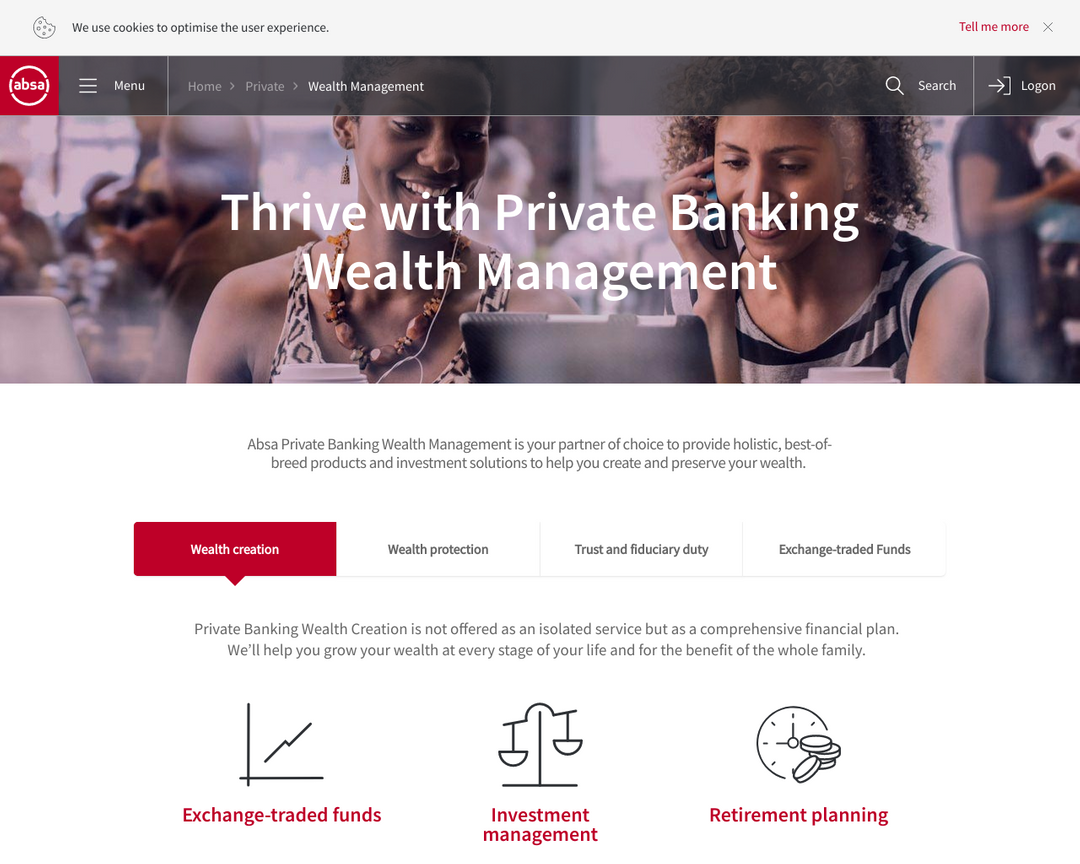 We use cookies to optimise the user experience.
Tell me more
absa
Menu
Home
Private
Wealth Management
Search
Logon
Thrive with Private Banking
Wealth Management
Absa Private Banking Wealth Management is your partner of choice to provide holistic, best-of-
breed products and investment solutions to help you create and preserve your wealth.
Wealth creation
Wealth protection
Trust and fiduciary duty
Exchange-traded Funds
Private Banking Wealth Creation is not offered as an isolated service but as a comprehensive financial plan.
We’ll help you grow your wealth at every stage of your life and for the benefit of the whole family.
Exchange-traded funds
Investment
management
Retirement planning